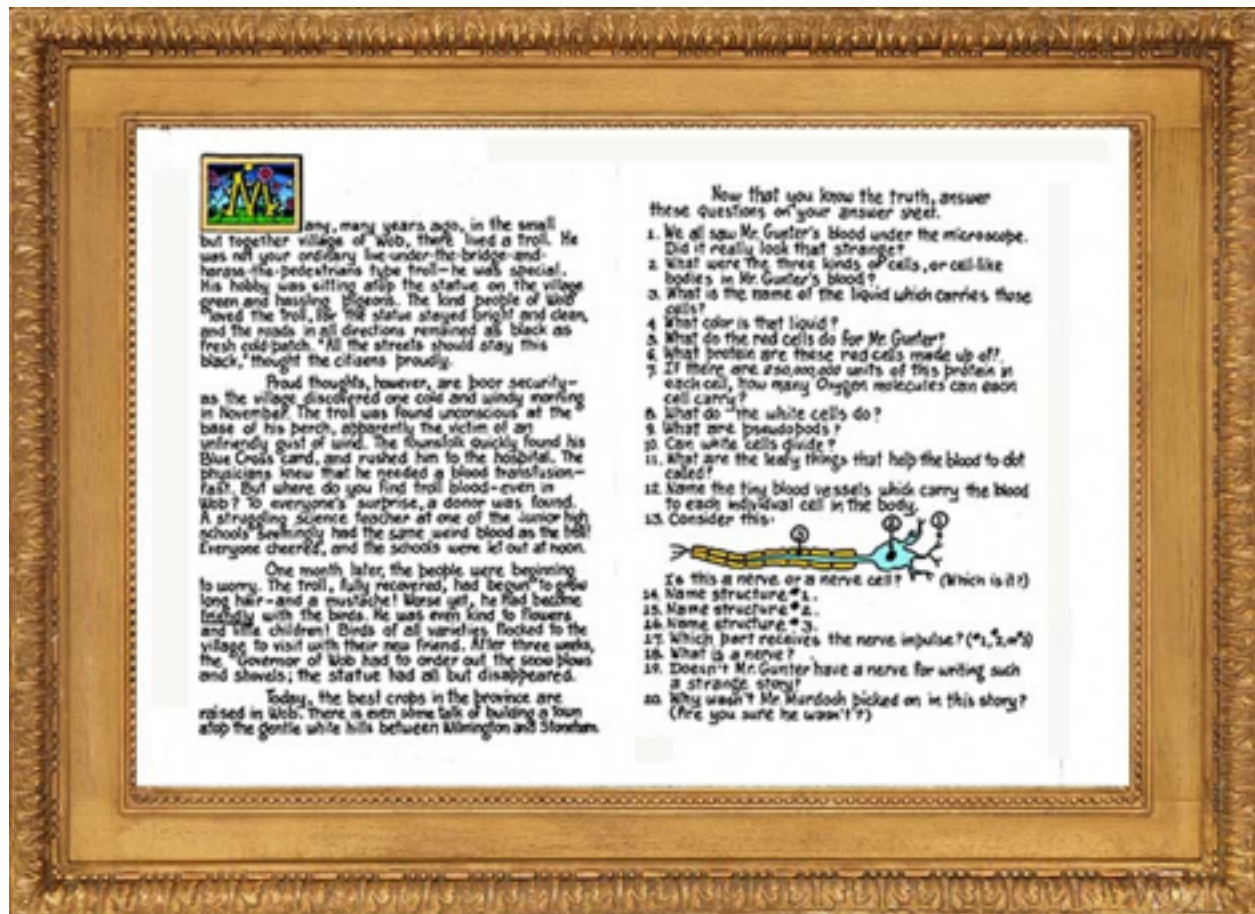 Many, many years ago, in the small
but together village of Wob, there lived a troll. He
was not your ordinary live-under-the-bridge-and-
harass-the-pedestrians type troll—he was special.
His hobby was sitting atop the statue on the village
green and hassling pigeons. The kind people of Wob
loved the troll, for the statue stayed bright and clean,
and the roads in all directions remained as black as
fresh cold-patch. "All the streets should stay this
black," thought the citizens proudly.
Proud thoughts, however, are poor security—
as the village discovered one cold and windy morning
in November. The troll was found unconscious at the
base of his perch, apparently the victim of an
unfriendly gust of wind. The townsfolk quickly found his
Blue Cross card, and rushed him to the hospital. The
physicians knew that he needed a blood transfusion—
fast. But where do you find troll blood—even in
Wob? To everyone's surprise, a donor was found.
A struggling science teacher at one of the junior high
schools seemingly had the same weird blood as the troll!
Everyone cheered, and the schools were let out at noon.
One month later, the people were beginning
to worry. The troll, fully recovered, had begun to grow
long hair—and a mustache! Worse yet, he had become
friendly with the birds. He was even kind to flowers
and little children! Birds of all varieties flocked to the
village to visit with their new friend. After three weeks,
the Governor of Wob had to order out the snow plows
and shovels; the statue had all but disappeared.
Today, the best crops in the province are
raised in Wob. There is even some talk of building a town
atop the gentle white hills between Wilmington and Stoneham.
Now that you know the truth, answer
these questions on your answer sheet.
1. We all saw Mr. Gunter's blood under the microscope.
Did it really look that strange?
2. What were the three kinds of cells, or cell-like
bodies in Mr. Gunter's blood?
3. What is the name of the liquid which carries those
cells?
4. What color is that liquid?
5. What do the red cells do for Mr. Gunter?
6. What protein are these red cells made up of?
7. If there are 250,000,000 units of this protein in
each cell, how many Oxygen molecules can each
cell carry?
8. What do the white cells do?
9. What are pseudopods?
10. Can white cells divide?
11. What are the leafy things that help the blood to clot
called?
12. Name the tiny blood vessels which carry the blood
to each individual cell in the body.
13. Consider this:
3 2 1
Is this a nerve or a nerve cell? (Which is it?)
14. Name structure #1.
15. Name structure #2.
16. Name structure #3.
17. Which part receives the nerve impulse? (#1, #2, or #3)
18. What is a nerve?
19. Doesn't Mr. Gunter have a nerve for writing such
a strange story?
20. Why wasn't Mr. Murdoch picked on in this story?
(Are you sure he wasn't?)